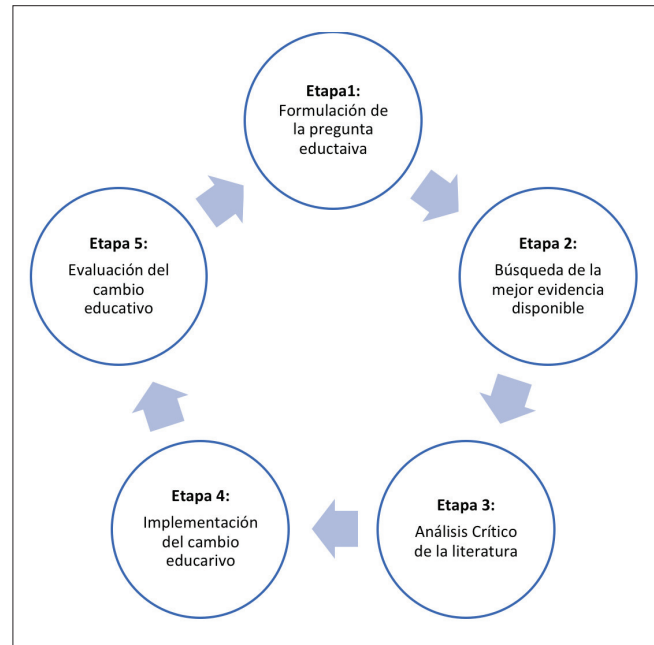 Etapa1:
Formulación de
la pregunta
eductaiva
Etapa 2:
Búsqueda de la
mejor evidencia
disponible
Etapa 3:
Análisis Crítico
de la literatura
Etapa 4:
Implementación
del cambio
educarivo
Etapa 5:
Evaluación del
cambio
educativo